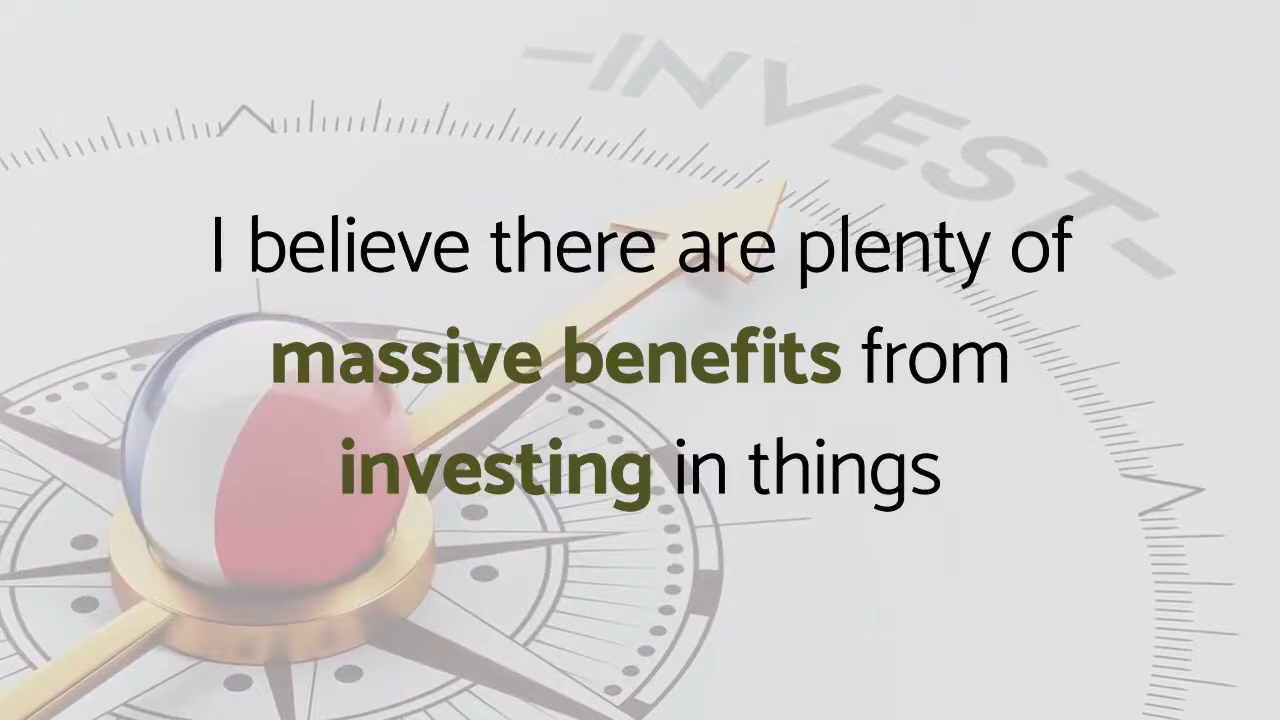 -INVEST-
I believe there are plenty of
massive benefits from
investing in things